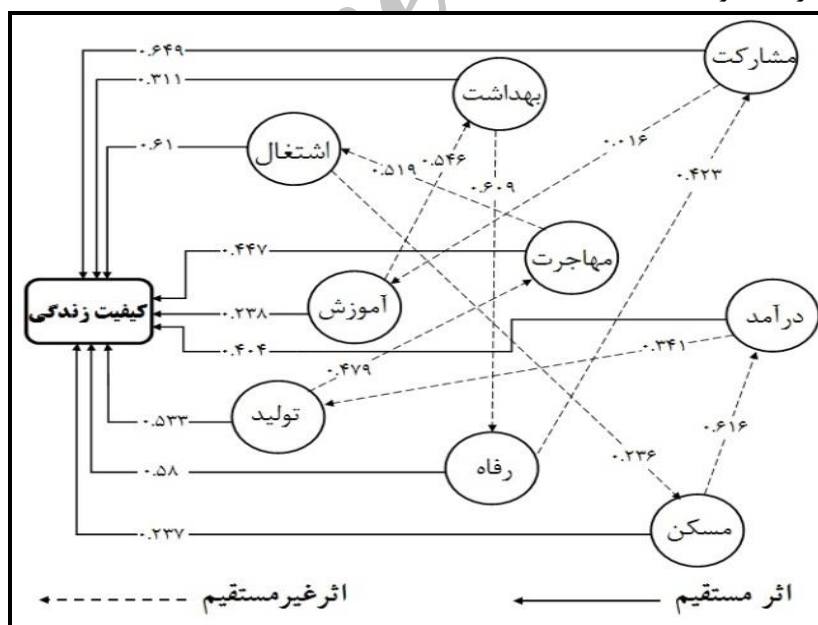 مشارکت
۰.۶۴۹
بهداشت
۰.۳۱۱
اشتغال
۰.۶۱
۰.۵۴۶
۰.۵۱۹
۰.۰۱۶
۰.۶۰۹
۰.۴۲۳
مهاجرت
۰.۴۴۷
کیفیت زندگی
آموزش
۰.۲۳۸
درآمد
۰.۴۰۴
۰.۳۴۱
۰.۴۷۹
تولید
۰.۵۳۳
۰.۶۱۶
رفاه
۰.۵۸
۰.۲۳۶
مسکن
۰.۲۳۷
اثر مستقیم
اثرغیرمستقیم